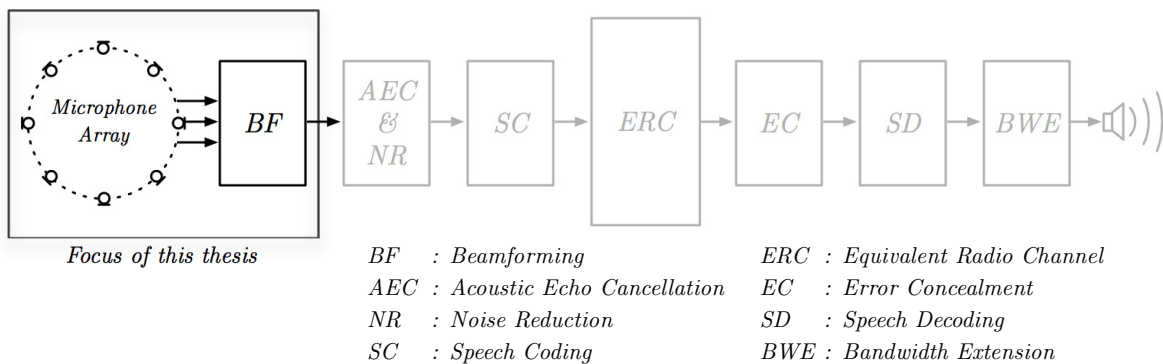 Microphone
Array
BF
AEC
&
NR
SC
ERC
EC
SD
BWE
Focus of this thesis
BF : Beamforming
AEC : Acoustic Echo Cancellation
NR : Noise Reduction
SC : Speech Coding
ERC : Equivalent Radio Channel
EC : Error Concealment
SD : Speech Decoding
BWE : Bandwidth Extension